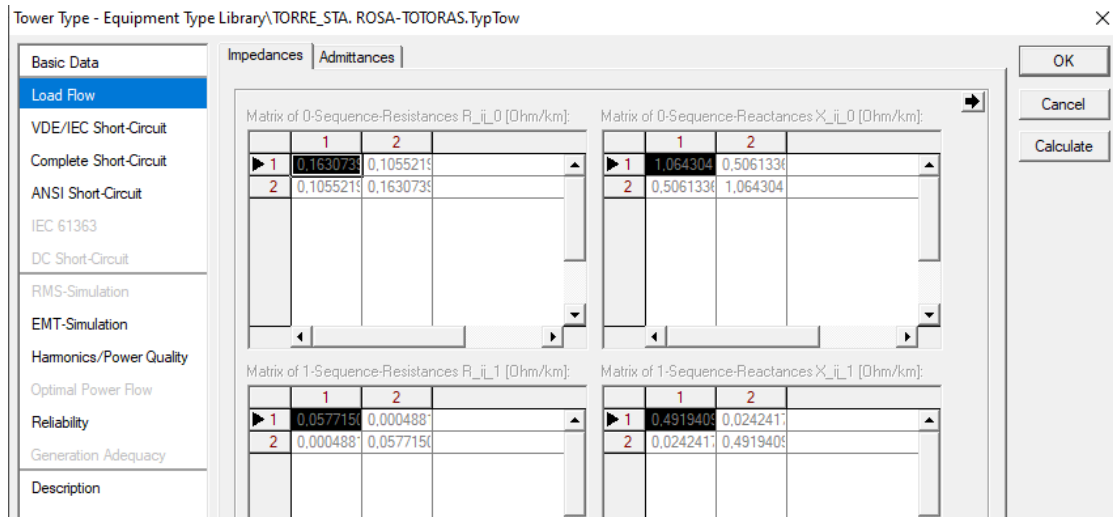 Tower Type - Equipment Type Library\TORRE_STA. ROSA-TOTORAS.TypTow
Basic Data
Load Flow
VDE/IEC Short-Circuit
Complete Short-Circuit
ANSI Short-Circuit
IEC 61363
DC Short-Circuit
RMS-Simulation
EMT-Simulation
Harmonics/Power Quality
Optimal Power Flow
Reliability
Generation Adequacy
Description
Impedances Admittances
Matrix of 0-Sequence-Resistances R_ij_0 [Ohm/km]:
1 2
1 0,1630739 0,1055219
2 0,1055219 0,1630739
Matrix of 0-Sequence-Reactances X_ij_0 [Ohm/km]:
1 2
1 1,064304 0,5061336
2 0,5061336 1,064304
Matrix of 1-Sequence-Resistances R_ij_1 [Ohm/km]:
1 2
1 0,0577150 0,000488
2 0,000488 0,0577150
Matrix of 1-Sequence-Reactances X_ij_1 [Ohm/km]:
1 2
1 0,4919409 0,0242417
2 0,0242417 0,4919409
OK
Cancel
Calculate